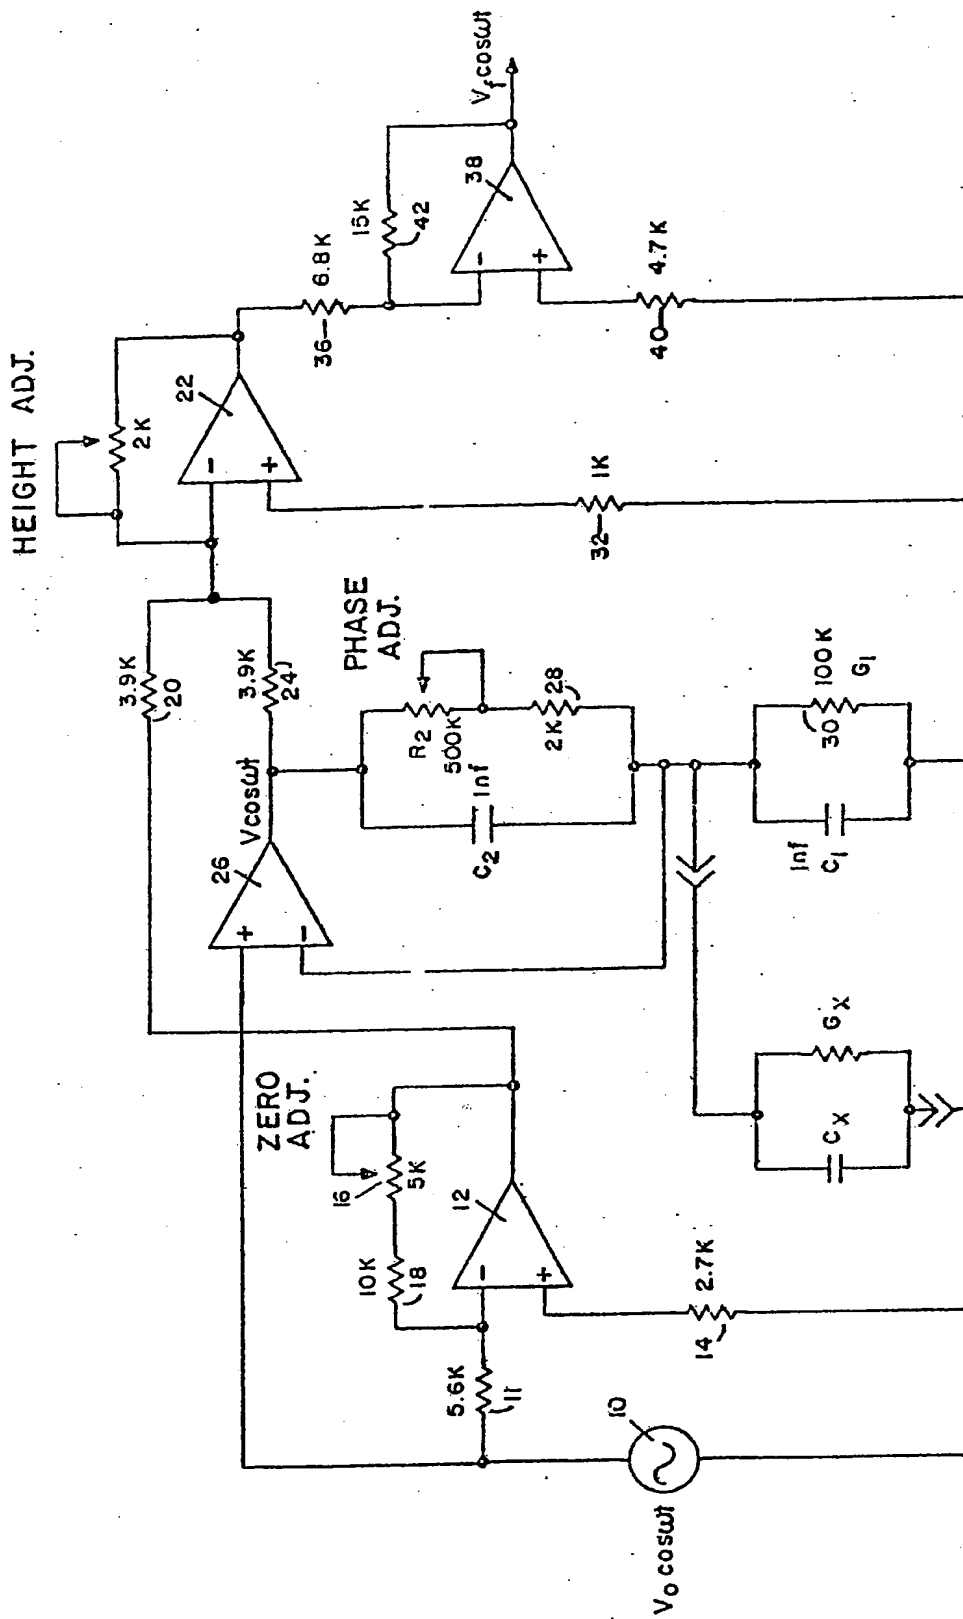 HEIGHT ADJ.
2K
22
3.9K
20
3.9K
24
Vcosωt
26
+
-
-
+
36
6.8K
15K
42
38
-
+
Vfcosωt
40
4.7K
32
1K
PHASE
ADJ.
R2
500K
28
2K
1nf
C2
100K
30
G1
1nf
C1
ZERO
ADJ.
16
5K
10K
18
12
-
+
5.6K
11
14
2.7K
CX
GX
10
Vo cosωt